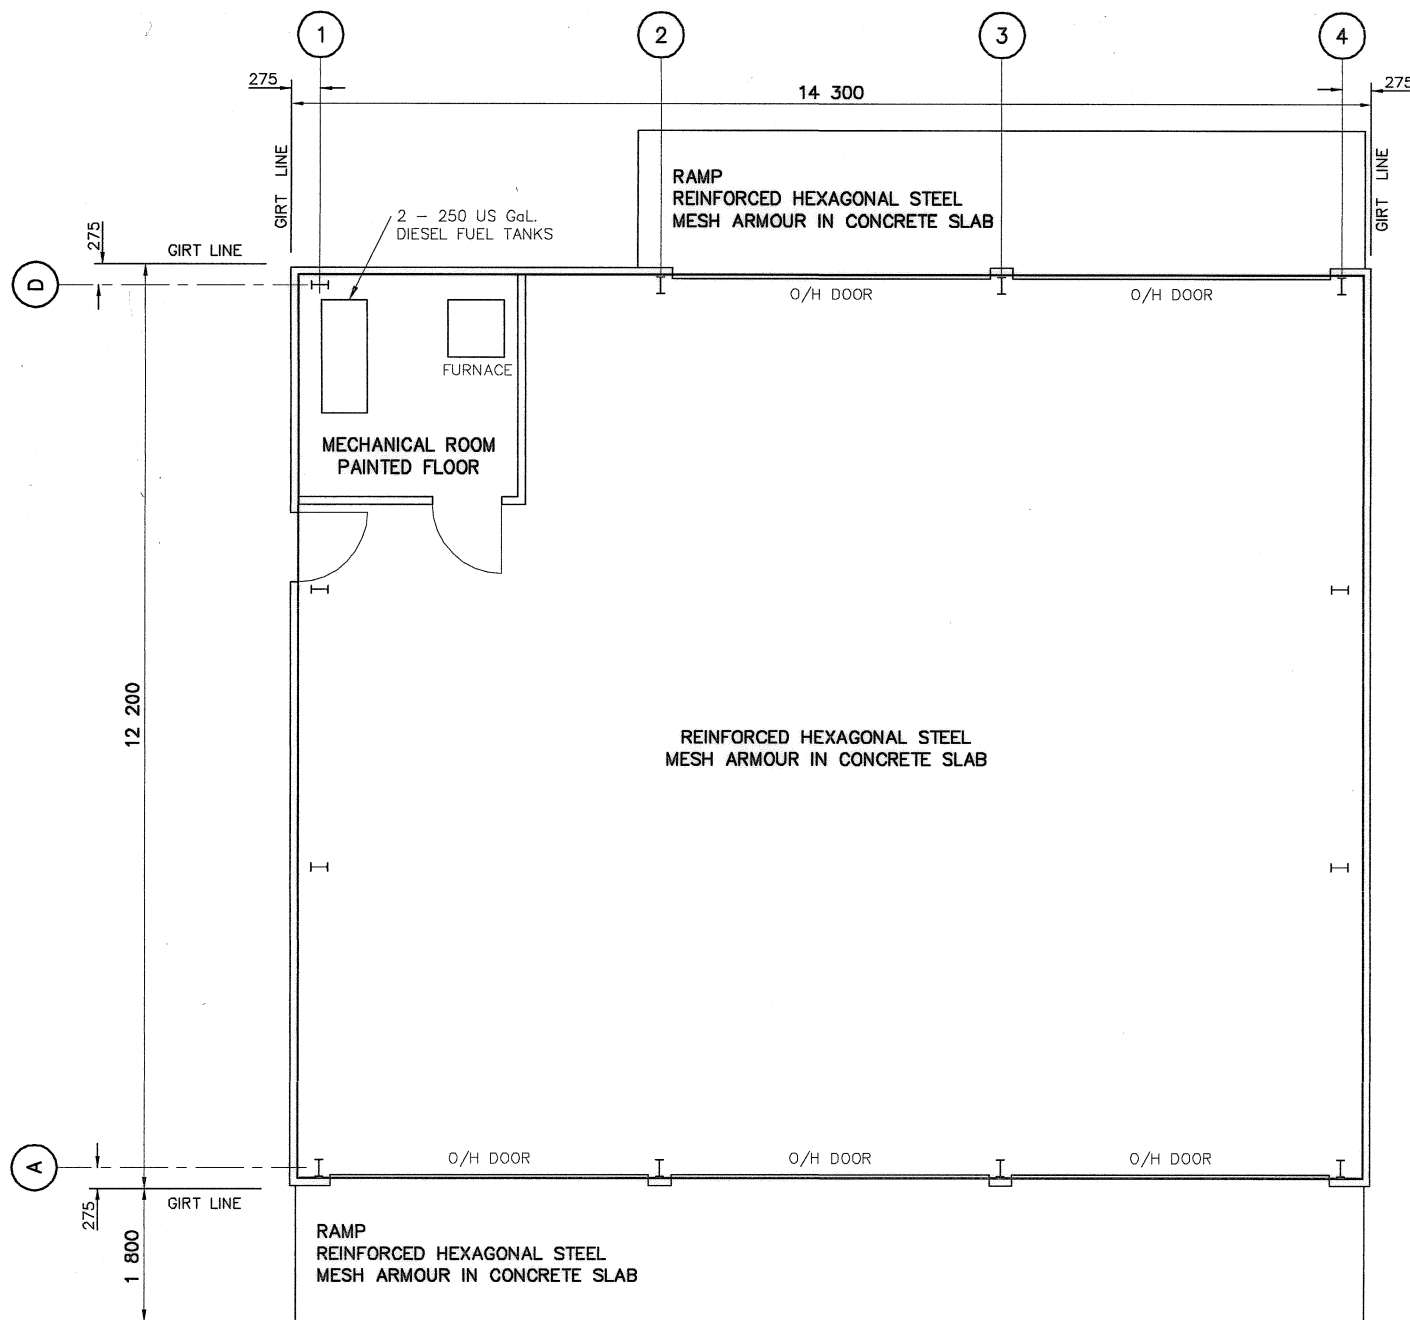 1
2
3
4
275
14 300
275
GIRT LINE
RAMP
REINFORCED HEXAGONAL STEEL
MESH ARMOUR IN CONCRETE SLAB
GIRT LINE
2 - 250 US GaL.
DIESEL FUEL TANKS
275
GIRT LINE
D
O/H DOOR
O/H DOOR
FURNACE
MECHANICAL ROOM
PAINTED FLOOR
12 200
REINFORCED HEXAGONAL STEEL
MESH ARMOUR IN CONCRETE SLAB
A
O/H DOOR
O/H DOOR
O/H DOOR
275
GIRT LINE
1 800
RAMP
REINFORCED HEXAGONAL STEEL
MESH ARMOUR IN CONCRETE SLAB